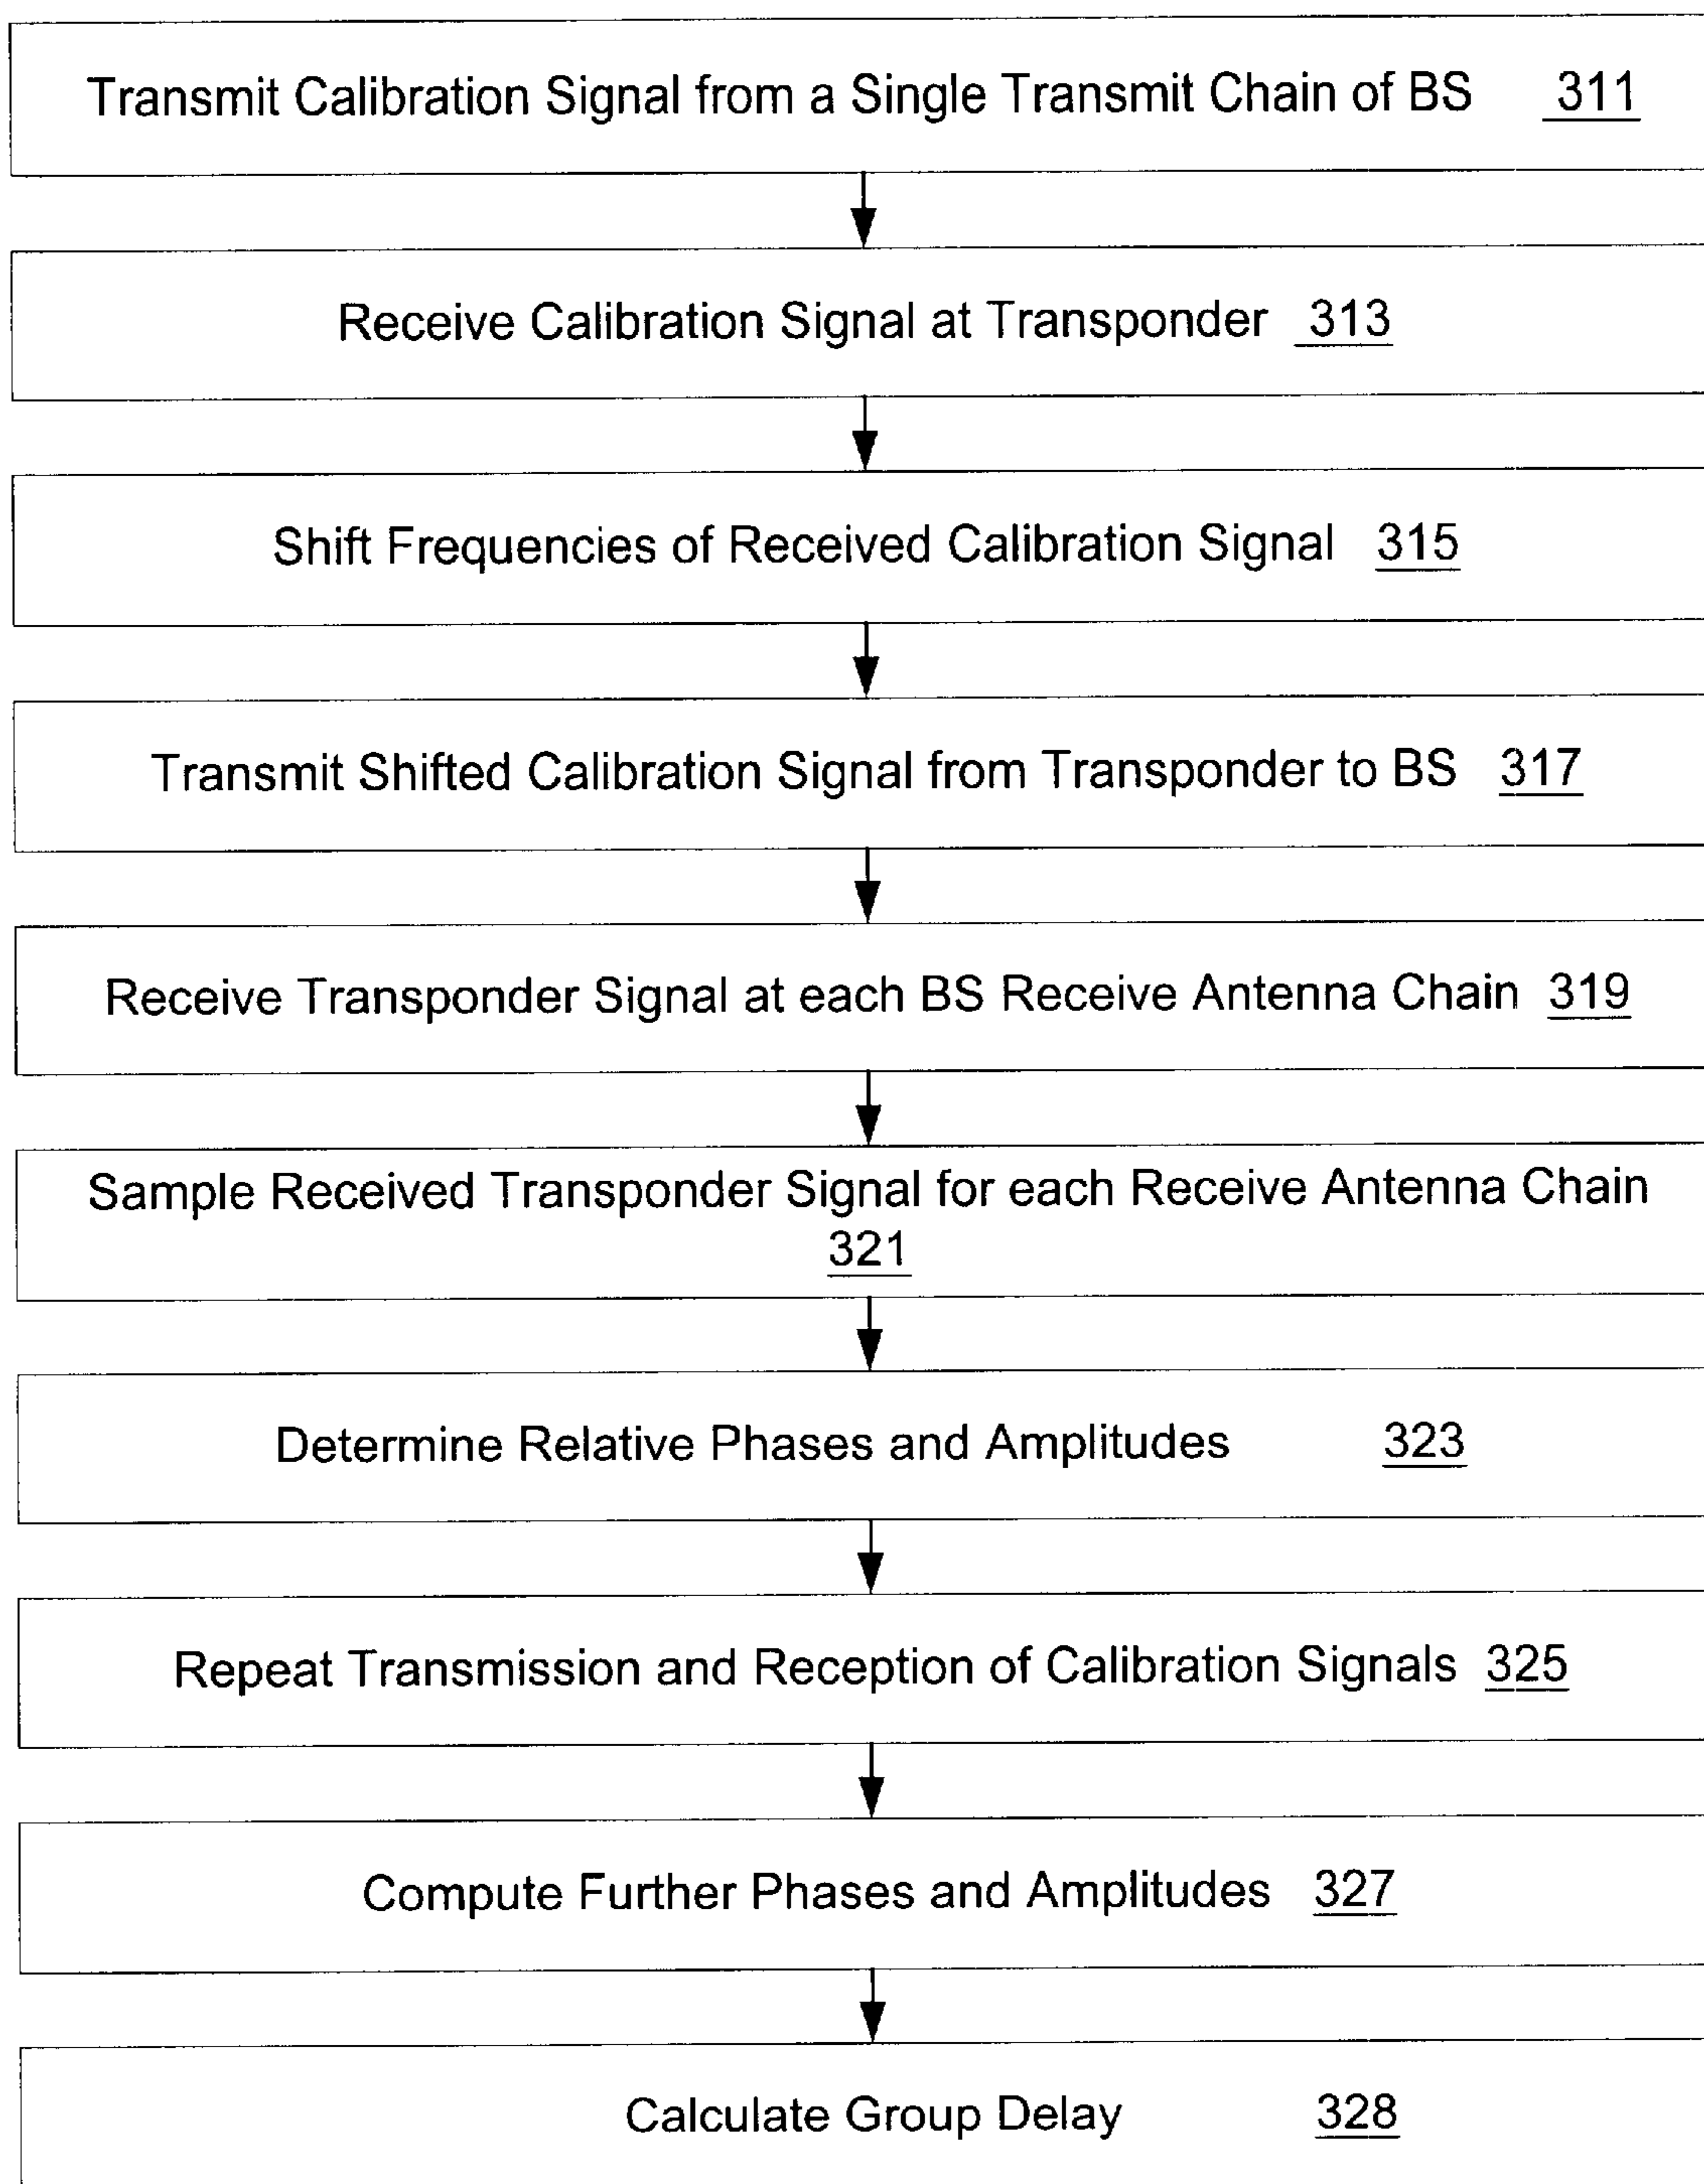 Transmit Calibration Signal from a Single Transmit Chain of BS 311
Receive Calibration Signal at Transponder 313
Shift Frequencies of Received Calibration Signal 315
Transmit Shifted Calibration Signal from Transponder to BS 317
Receive Transponder Signal at each BS Receive Antenna Chain 319
Sample Received Transponder Signal for each Receive Antenna Chain
321
Determine Relative Phases and Amplitudes 323
Repeat Transmission and Reception of Calibration Signals 325
Compute Further Phases and Amplitudes 327
Calculate Group Delay 328